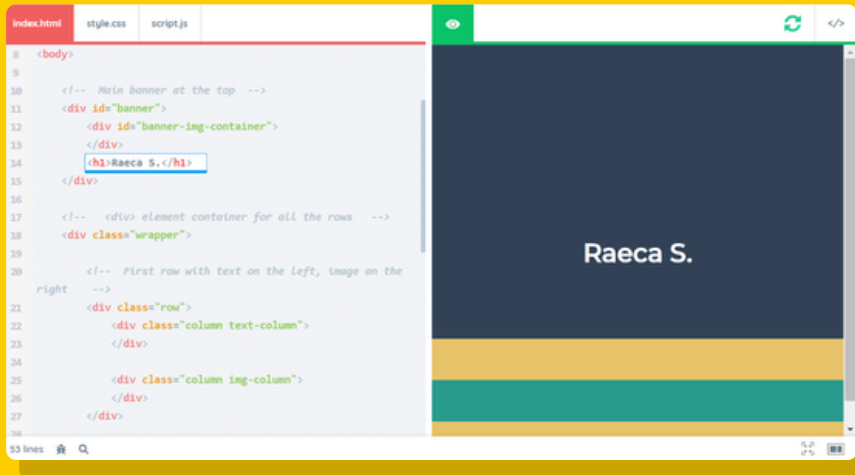 index.html style.css script.js
8 <body>
9
10 <!-- Main banner at the top -->
11 <div id="banner">
12 <div id="banner-img-container">
13 </div>
14 <h1>Raeca S.</h1>
15 </div>
16
17 <!-- <div> element container for all the rows -->
18 <div class="wrapper">
19
20 <!-- First row with text on the left, image on the
right -->
21 <div class="row">
22 <div class="column text-column">
23 </div>
24
25 <div class="column img-column">
26 </div>
27 </div>
28
53 lines
</>
Raeca S.